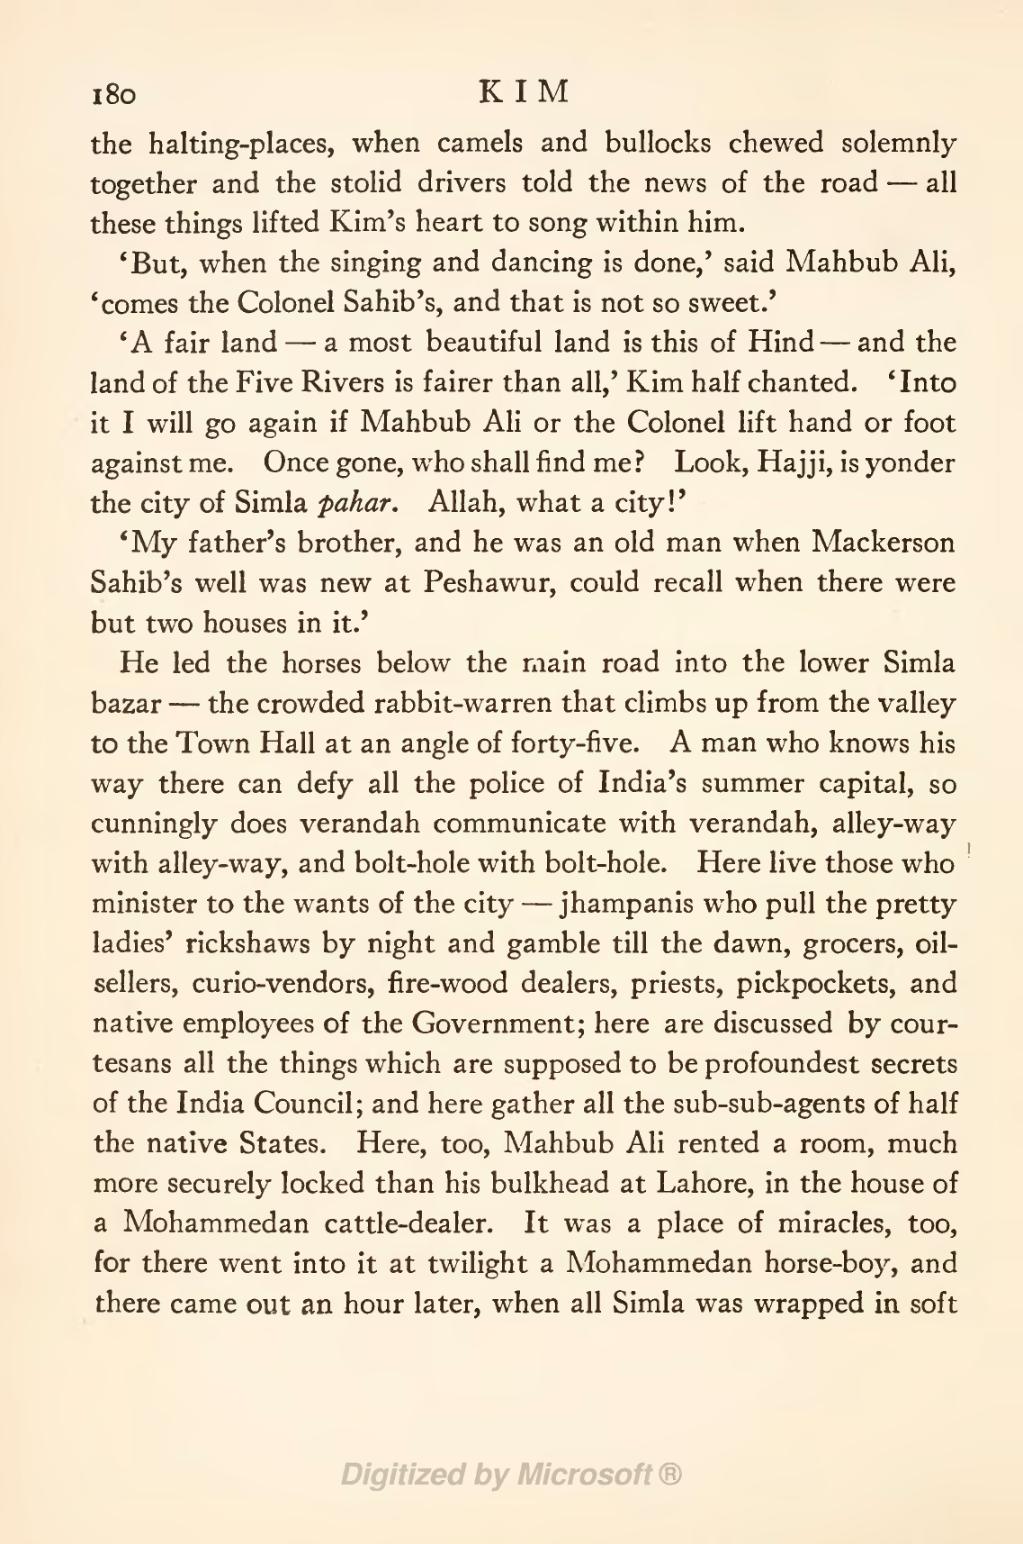 180 KIM
the halting-places, when camels and bullocks chewed solemnly
together and the stolid drivers told the news of the road — all
these things lifted Kim's heart to song within him.
‘But, when the singing and dancing is done,’ said Mahbub Ali,
‘comes the Colonel Sahib's, and that is not so sweet.’
‘A fair land — a most beautiful land is this of Hind — and the
land of the Five Rivers is fairer than all,’ Kim half chanted. ‘Into
it I will go again if Mahbub Ali or the Colonel lift hand or foot
against me. Once gone, who shall find me? Look, Hajji, is yonder
the city of Simla pahar. Allah, what a city!’
‘My father's brother, and he was an old man when Mackerson
Sahib's well was new at Peshawur, could recall when there were
but two houses in it.’
He led the horses below the main road into the lower Simla
bazar — the crowded rabbit-warren that climbs up from the valley
to the Town Hall at an angle of forty-five. A man who knows his
way there can defy all the police of India's summer capital, so
cunningly does verandah communicate with verandah, alley-way
with alley-way, and bolt-hole with bolt-hole. Here live those who
minister to the wants of the city — jhampanis who pull the pretty
ladies' rickshaws by night and gamble till the dawn, grocers, oil-
sellers, curio-vendors, fire-wood dealers, priests, pickpockets, and
native employees of the Government; here are discussed by cour-
tesans all the things which are supposed to be profoundest secrets
of the India Council; and here gather all the sub-sub-agents of half
the native States. Here, too, Mahbub Ali rented a room, much
more securely locked than his bulkhead at Lahore, in the house of
a Mohammedan cattle-dealer. It was a place of miracles, too,
for there went into it at twilight a Mohammedan horse-boy, and
there came out an hour later, when all Simla was wrapped in soft
Digitized by Microsoft ®